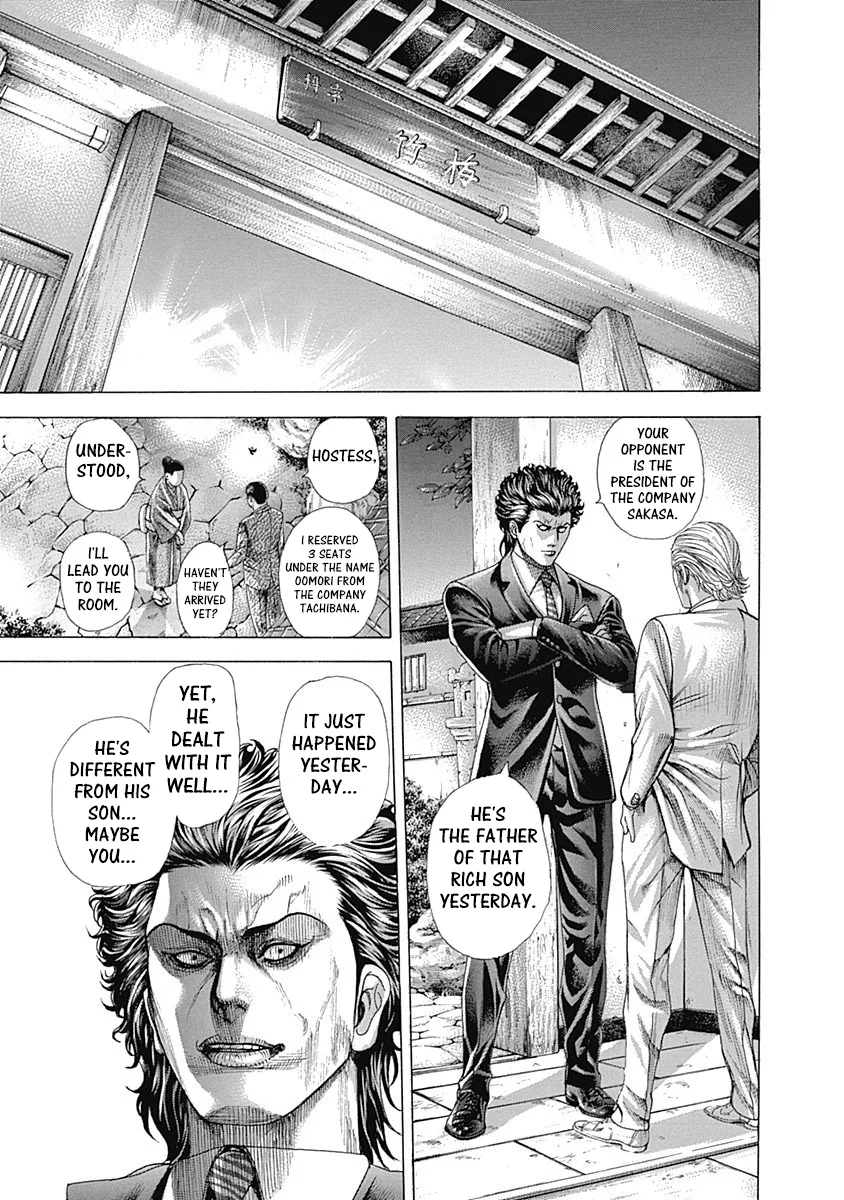 料亭
竹梅
YOUR
OPPONENT
IS THE
PRESIDENT OF
THE COMPANY
SAKASA.
HE'S
THE FATHER
OF THAT
RICH SON
YESTERDAY.
HOSTESS,
I RESERVED
3 SEATS
UNDER THE NAME
OOMORI FROM
THE COMPANY
TACHIBANA.
HAVEN'T
THEY
ARRIVED
YET?
UNDER-
STOOD,
I'LL
LEAD YOU
TO THE
ROOM.
IT JUST
HAPPENED
YESTER-
DAY...
YET,
HE
DEALT
WITH IT
WELL...
HE'S
DIFFERENT
FROM HIS
SON...
MAYBE
YOU...